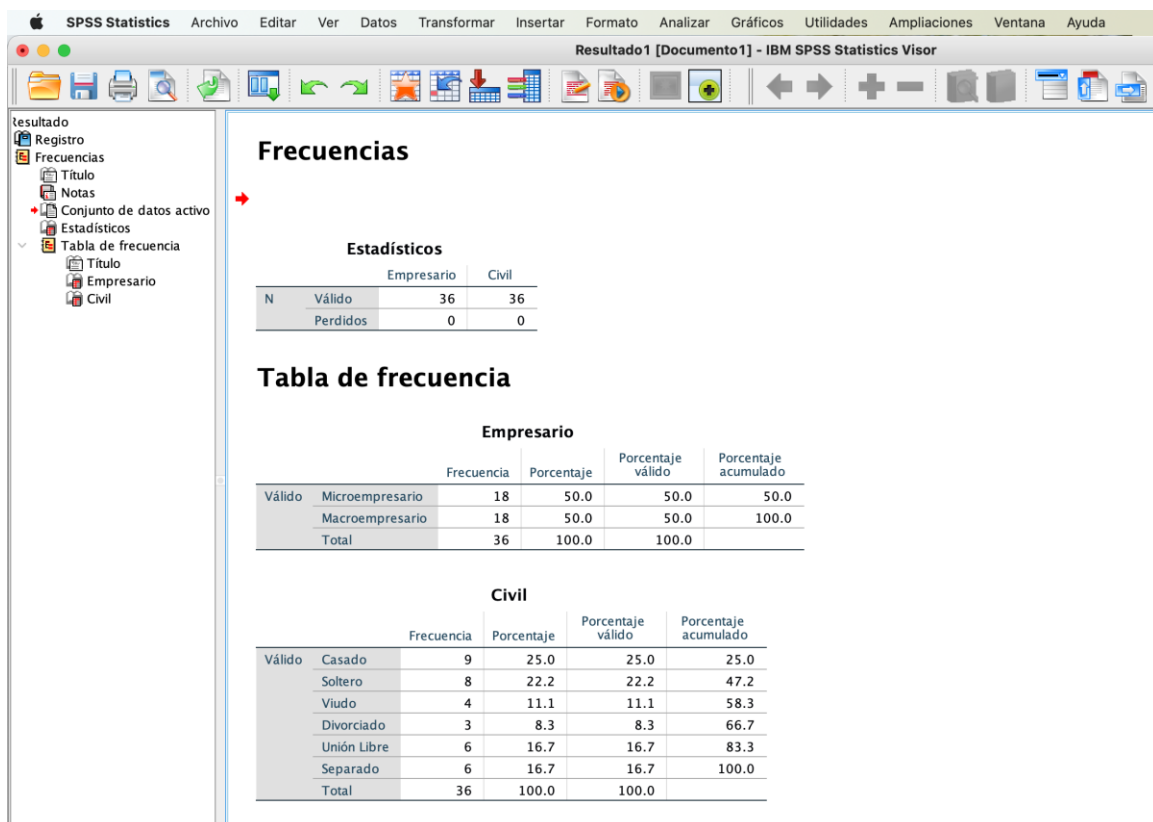 SPSS Statistics Archivo Editar Ver Datos Transformar Insertar Formato Analizar Gráficos Utilidades Ampliaciones Ventana Ayuda
Resultado1 [Documento1] - IBM SPSS Statistics Visor
Resultado
Registro
Frecuencias
Título
Notas
Conjunto de datos activo
Estadísticos
Tabla de frecuencia
Título
Empresario
Civil
Frecuencias
Estadísticos
Empresario Civil
N Válido 36 36
Perdidos 0 0
Tabla de frecuencia
Empresario
Frecuencia Porcentaje Porcentaje válido Porcentaje acumulado
Válido Microempresario 18 50.0 50.0 50.0
Macroempresario 18 50.0 50.0 100.0
Total 36 100.0 100.0
Civil
Frecuencia Porcentaje Porcentaje válido Porcentaje acumulado
Válido Casado 9 25.0 25.0 25.0
Soltero 8 22.2 22.2 47.2
Viudo 4 11.1 11.1 58.3
Divorciado 3 8.3 8.3 66.7
Unión Libre 6 16.7 16.7 83.3
Separado 6 16.7 16.7 100.0
Total 36 100.0 100.0